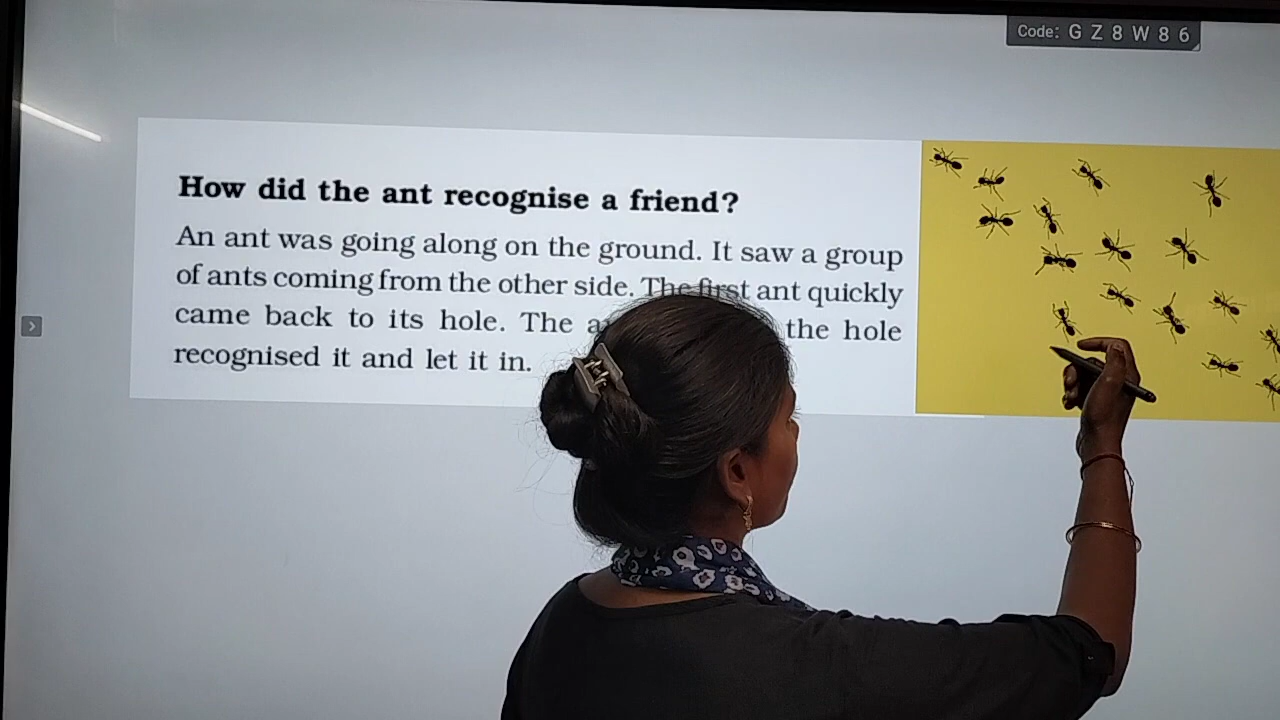 Code: G Z 8 W 8 6
How did the ant recognise a friend?
An ant was going along on the ground. It saw a group
of ants coming from the other side. The first ant quickly
came back to its hole. The the hole
recognised it and let it in.